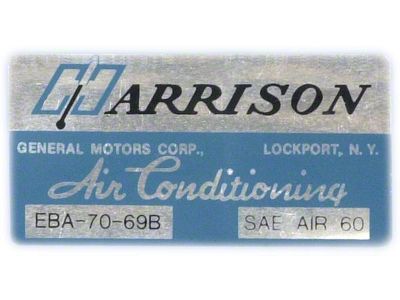 HARRISON
GENERAL MOTORS CORP., LOCKPORT, N. Y.
Air Conditioning
EBA-70-69B SAE AIR 60